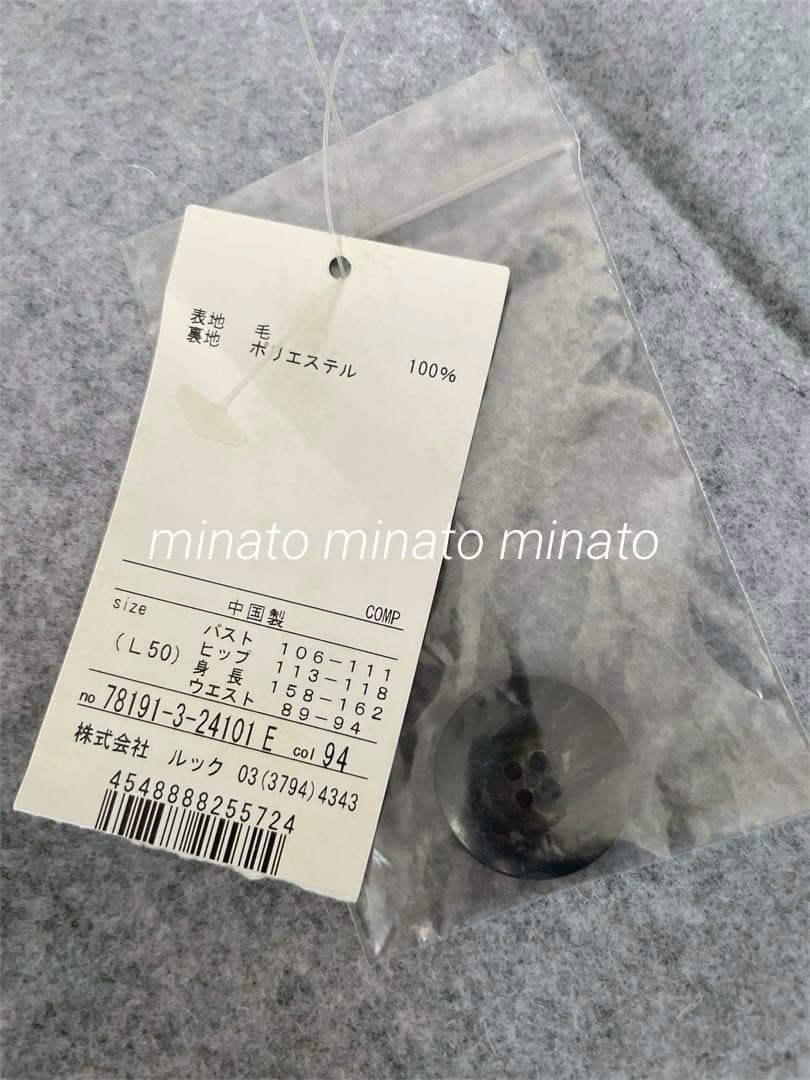 表地 毛
裏地 ポリエステル 100%
minato minato minato
size 中国製 COMP
(L50) バスト 106-111
ヒップ 113-118
身長 158-162
ウエスト 89-94
no 78191-3-24101 E col 94
株式会社 ルック 03(3794)4343
4548888255724